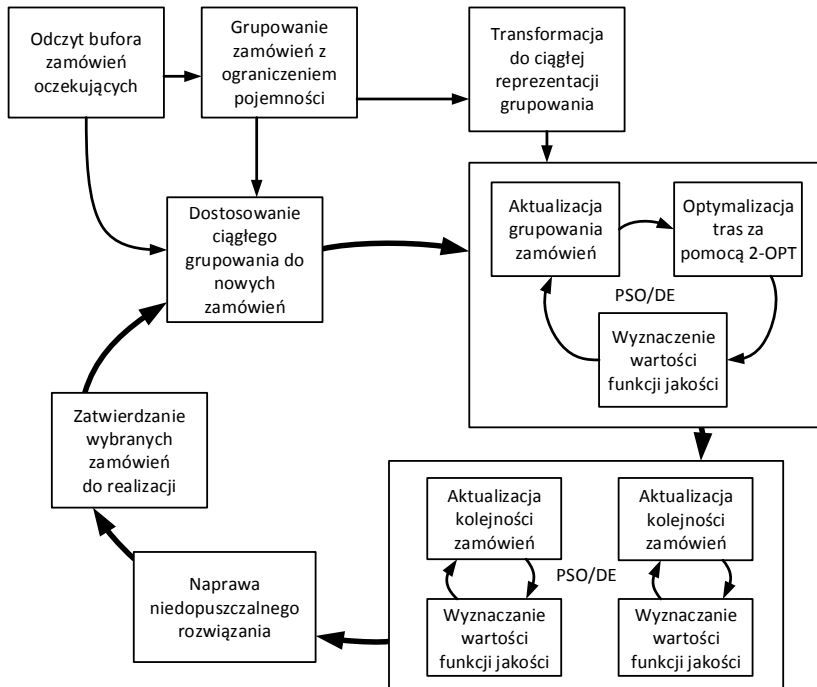 Odczyt bufora
zamówień
oczekujących
Grupowanie
zamówień z
ograniczeniem
pojemności
Transformacja
do ciągłej
reprezentacji
grupowania
Dostosowanie
ciągłego
grupowania do
nowych
zamówień
Aktualizacja
grupowania
zamówień
Optymalizacja
tras za
pomocą 2-OPT
PSO/DE
Wyznaczenie
wartości
funkcji jakości
Zatwierdzanie
wybranych
zamówień
do realizacji
Aktualizacja
kolejności
zamówień
Aktualizacja
kolejności
zamówień
PSO/DE
Wyznaczanie
wartości
funkcji jakości
Wyznaczanie
wartości
funkcji jakości
Naprawa
niedopuszczalnego
rozwiązania